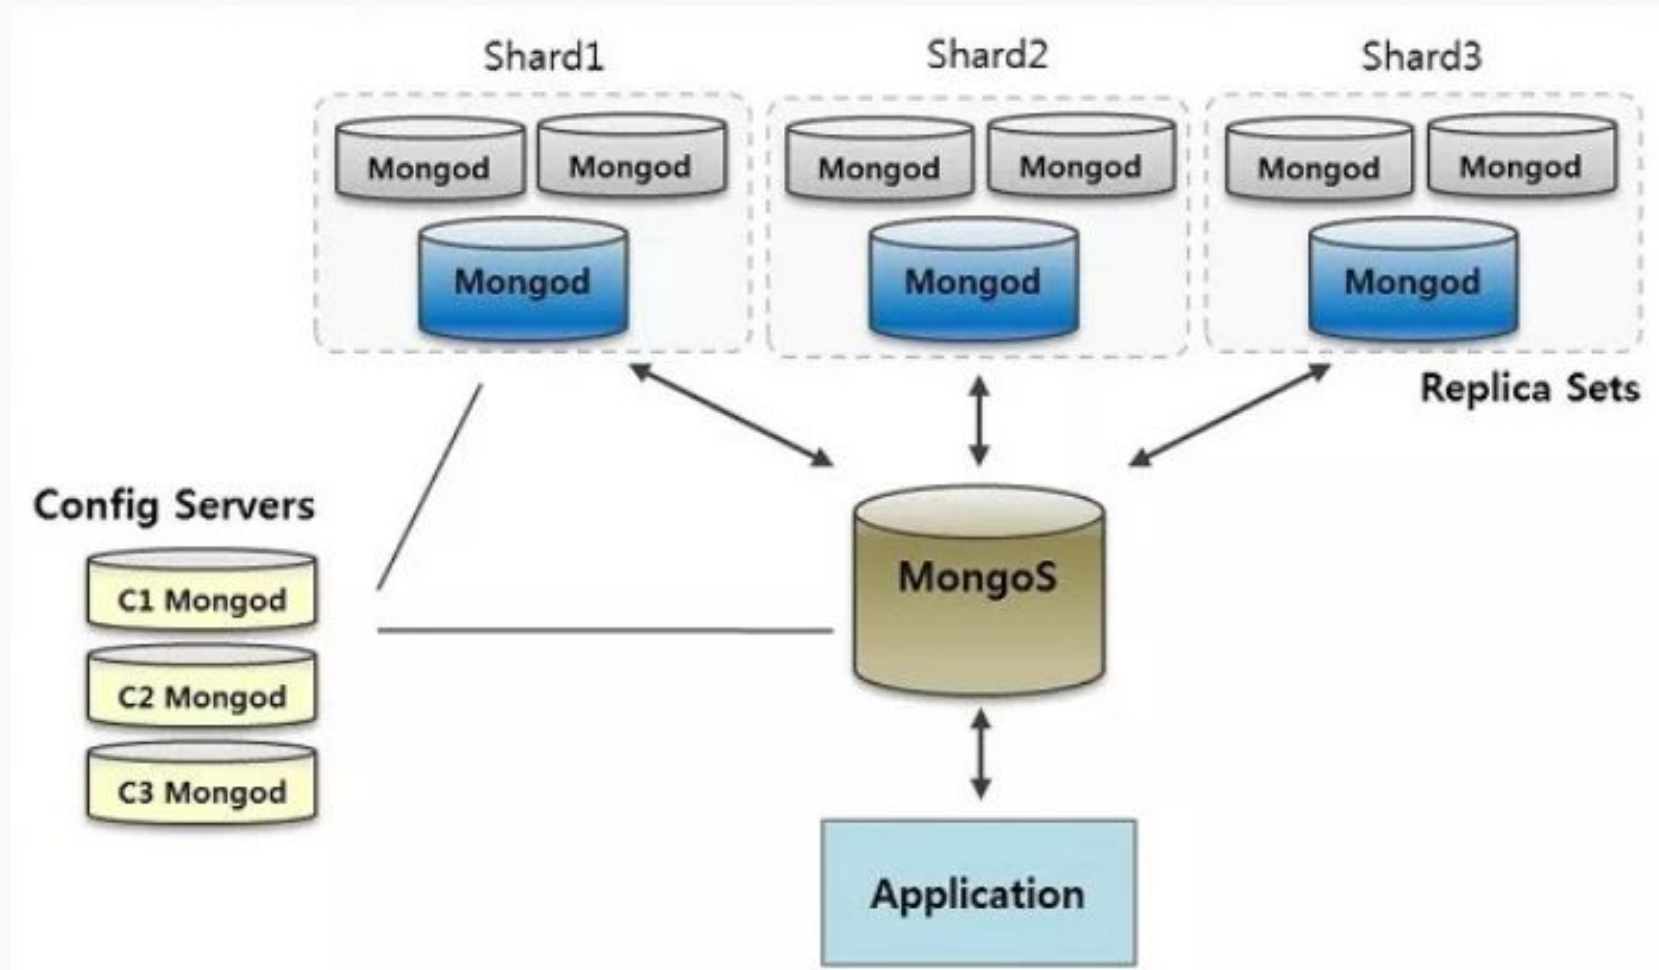 Shard1
Shard2
Shard3
Mongod
Mongod
Mongod
Mongod
Mongod
Mongod
Mongod
Mongod
Mongod
Replica Sets
Config Servers
C1 Mongod
C2 Mongod
C3 Mongod
MongoS
Application